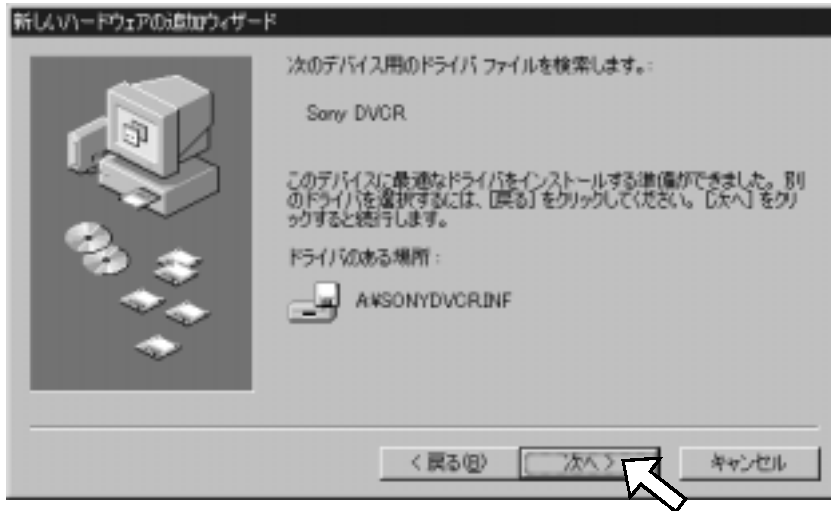 新しいハードウェアの追加ウィザード
次のデバイス用のドライバ ファイルを検索します。:
Sony DVCR
このデバイスに最適なドライバをインストールする準備ができました。別
のドライバを選択するには、[戻る] をクリックしてください。[次へ] をクリ
ックすると続行します。
ドライバのある場所:
A:¥SONYDVCR.INF
< 戻る(B)
次へ >
キャンセル